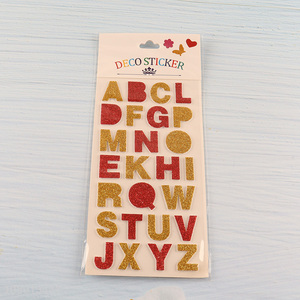 DECO STICKER
ABCL
DFGP
MNO
EKHI
RQW
STUV
JXYZ